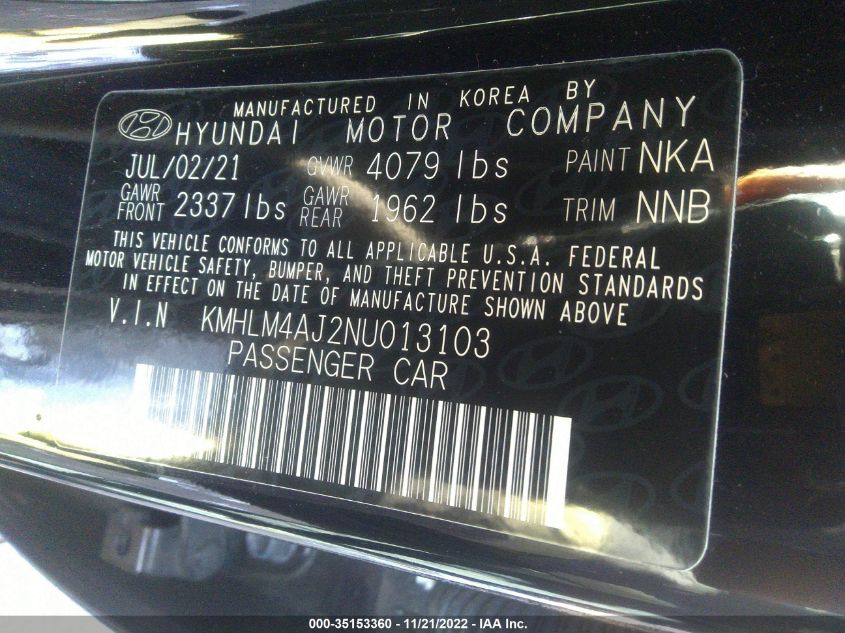 MANUFACTURED IN KOREA BY
HYUNDAI MOTOR COMPANY
JUL/02/21 GVWR 4079 lbs PAINT NKA
GAWR FRONT 2337 lbs GAWR REAR 1962 lbs TRIM NNB
THIS VEHICLE CONFORMS TO ALL APPLICABLE U.S.A. FEDERAL
MOTOR VEHICLE SAFETY, BUMPER, AND THEFT PREVENTION STANDARDS
IN EFFECT ON THE DATE OF MANUFACTURE SHOWN ABOVE
V.I.N KMHLM4AJ2NU013103
PASSENGER CAR
000-35153360 - 11/21/2022 - IAAI.COM